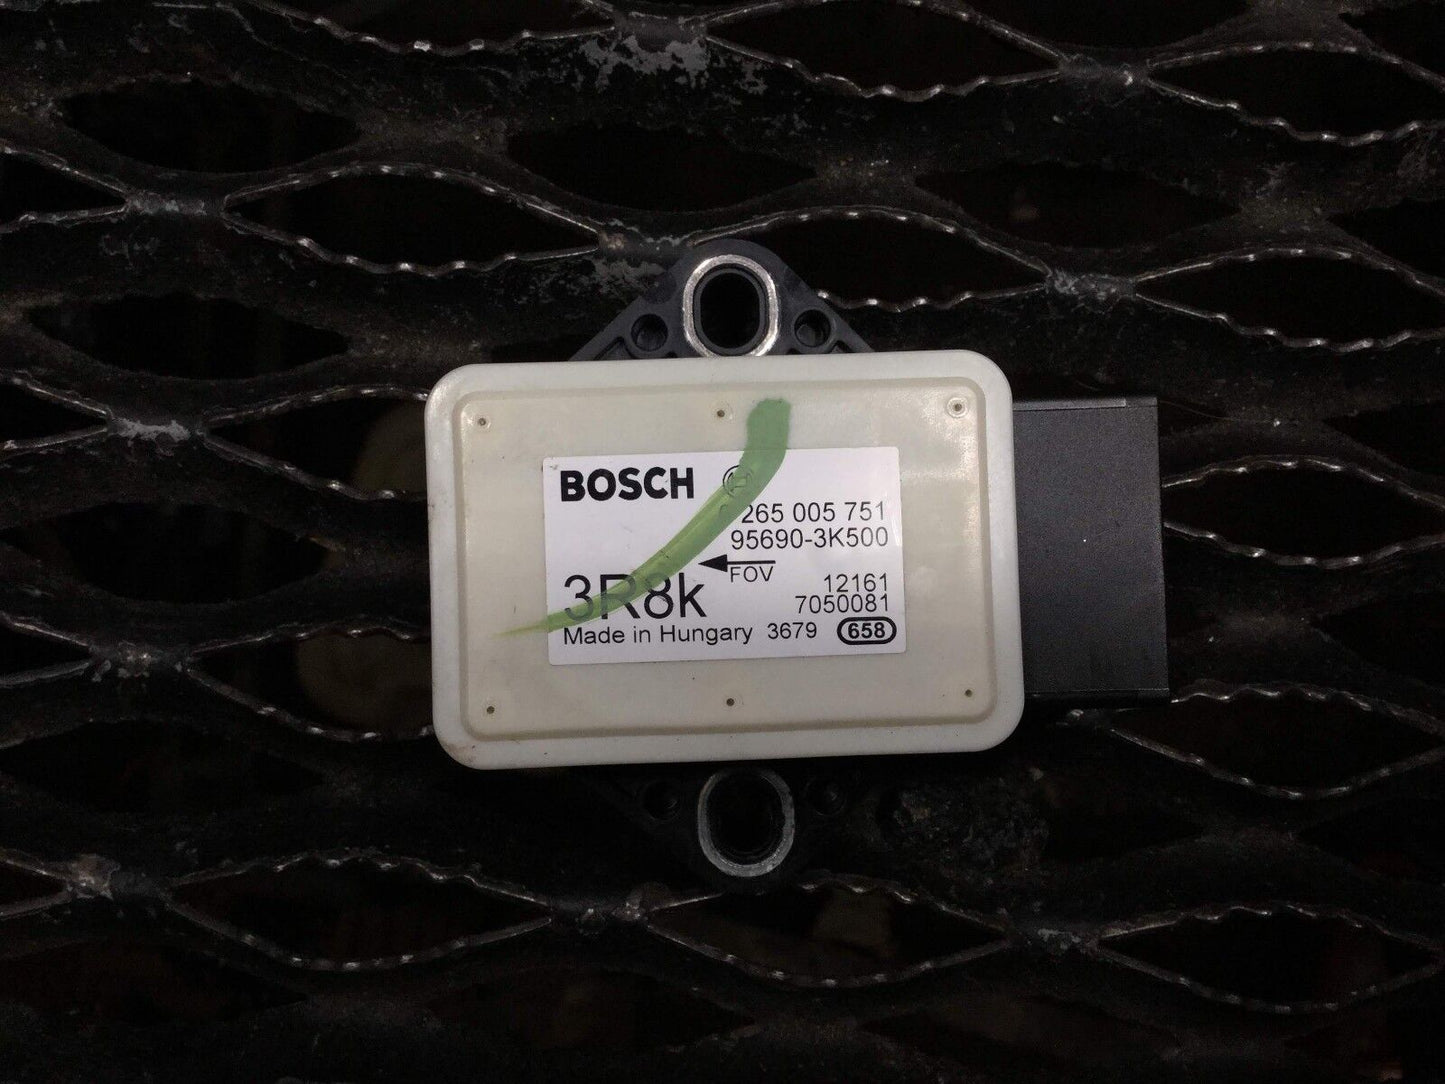 BOSCH
265 005 751
95690-3K500
FOV
3R8k
12161
7050081
Made in Hungary 3679 658